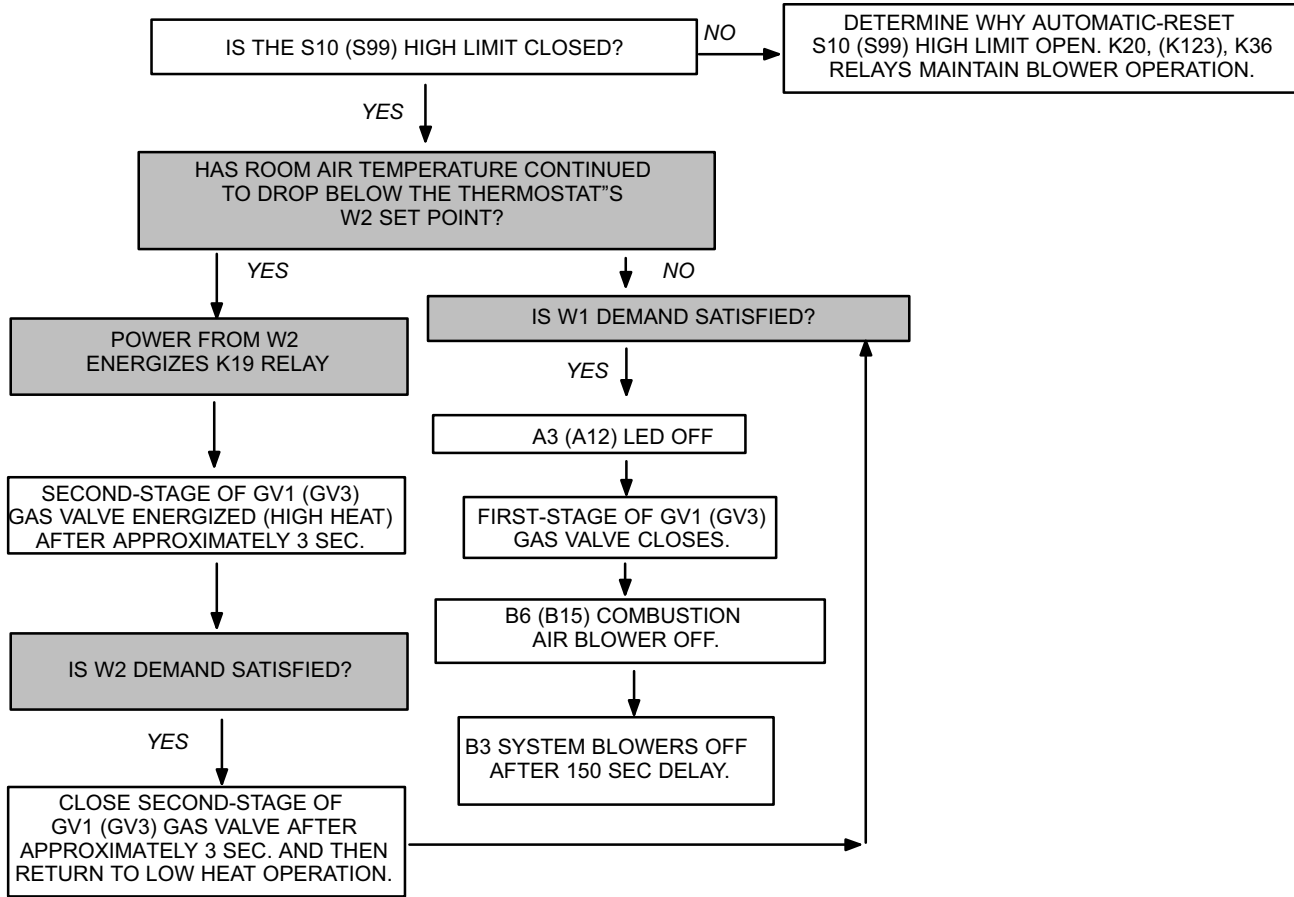 IS THE S10 (S99) HIGH LIMIT CLOSED?
NO
DETERMINE WHY AUTOMATIC-RESET
S10 (S99) HIGH LIMIT OPEN. K20, (K123), K36
RELAYS MAINTAIN BLOWER OPERATION.
YES
HAS ROOM AIR TEMPERATURE CONTINUED
TO DROP BELOW THE THERMOSTAT"S
W2 SET POINT?
YES
NO
POWER FROM W2
ENERGIZES K19 RELAY
IS W1 DEMAND SATISFIED?
YES
A3 (A12) LED OFF
SECOND-STAGE OF GV1 (GV3)
GAS VALVE ENERGIZED (HIGH HEAT)
AFTER APPROXIMATELY 3 SEC.
FIRST-STAGE OF GV1 (GV3)
GAS VALVE CLOSES.
B6 (B15) COMBUSTION
AIR BLOWER OFF.
IS W2 DEMAND SATISFIED?
YES
B3 SYSTEM BLOWERS OFF
AFTER 150 SEC DELAY.
CLOSE SECOND-STAGE OF
GV1 (GV3) GAS VALVE AFTER
APPROXIMATELY 3 SEC. AND THEN
RETURN TO LOW HEAT OPERATION.